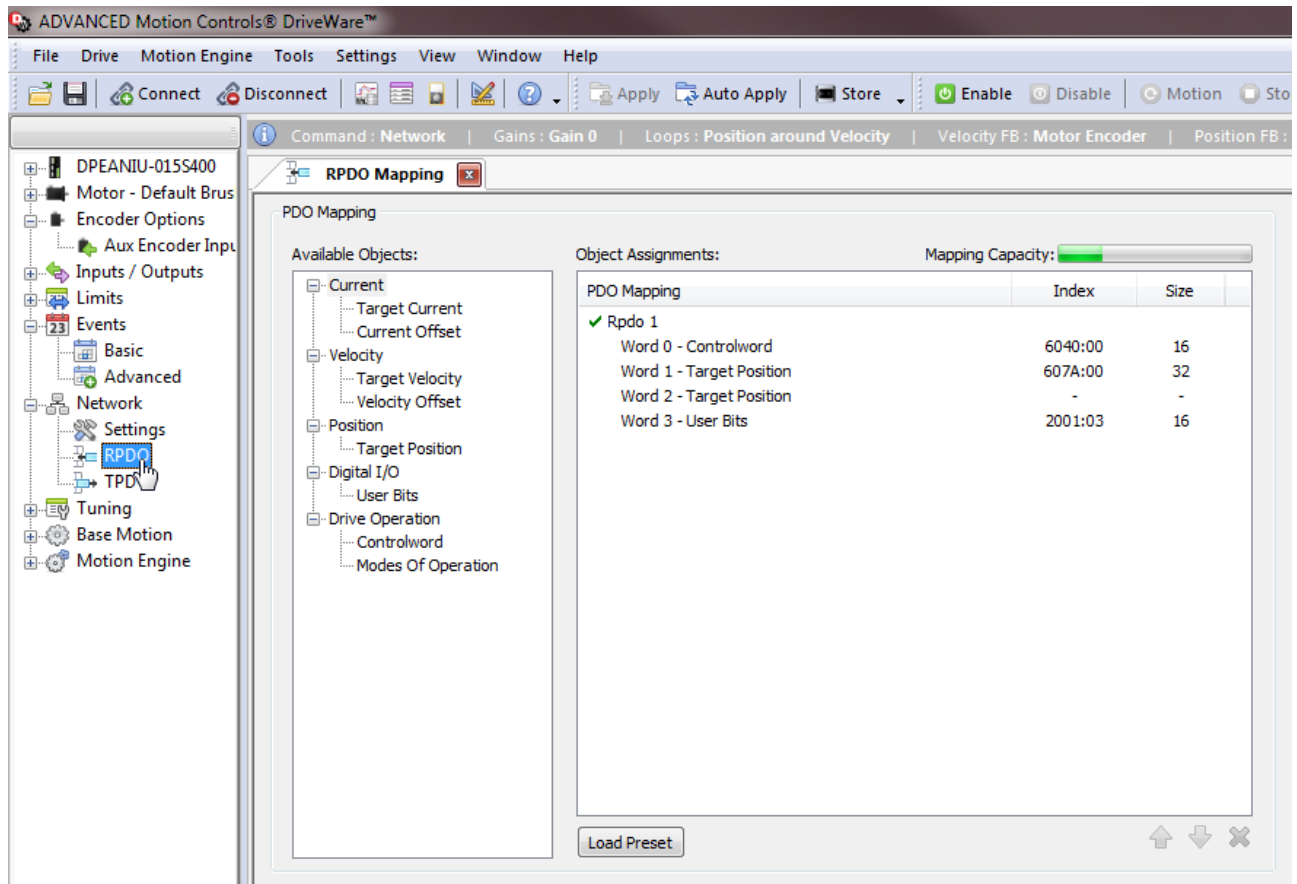 ADVANCED Motion Controls® DriveWare™
File Drive Motion Engine Tools Settings View Window Help
Connect Disconnect Apply Auto Apply Store Enable Disable Motion Sto
Command : Network | Gains : Gain 0 | Loops : Position around Velocity | Velocity FB : Motor Encoder | Position FB :
DPEANIU-015S400
Motor - Default Brus
Encoder Options
Aux Encoder Inpu
Inputs / Outputs
Limits
23 Events
Basic
Advanced
Network
Settings
RPDO
TPD
Tuning
Base Motion
Motion Engine
RPDO Mapping
PDO Mapping
Available Objects:
Current
Target Current
Current Offset
Velocity
Target Velocity
Velocity Offset
Position
Target Position
Digital I/O
User Bits
Drive Operation
Controlword
Modes Of Operation
Object Assignments: Mapping Capacity:
PDO Mapping Index Size
Rpdo 1
Word 0 - Controlword 6040:00 16
Word 1 - Target Position 607A:00 32
Word 2 - Target Position - -
Word 3 - User Bits 2001:03 16
Load Preset